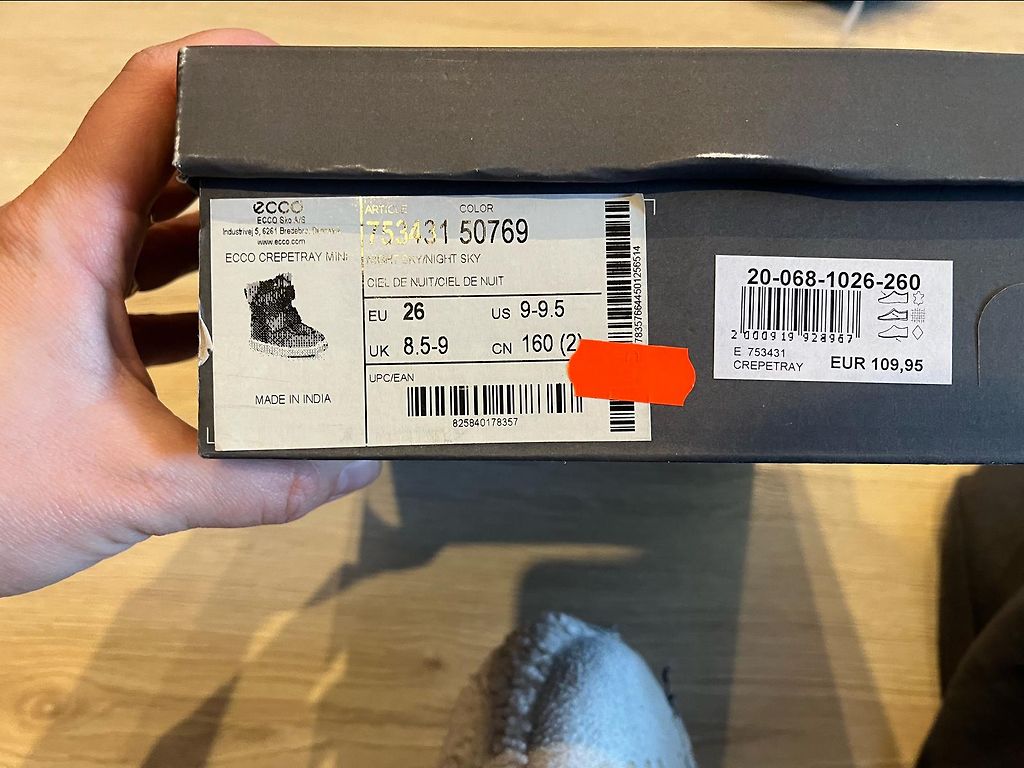 ecco
ECCO Sko A/S
Industrivej 5, 6261 Bredebro, Denmark
www.ecco.com
ECCO CREPETRAY MINI
MADE IN INDIA
ARTICLE COLOR
753431 50769
NIGHT SKY/NIGHT SKY
CIEL DE NUIT/CIEL DE NUIT
EU 26 US 9-9.5
UK 8.5-9 CN 160 (2)
UPC/EAN
825840178357
20-068-1026-260
2 000919 928967
E 753431
CREPETRAY EUR 109,95